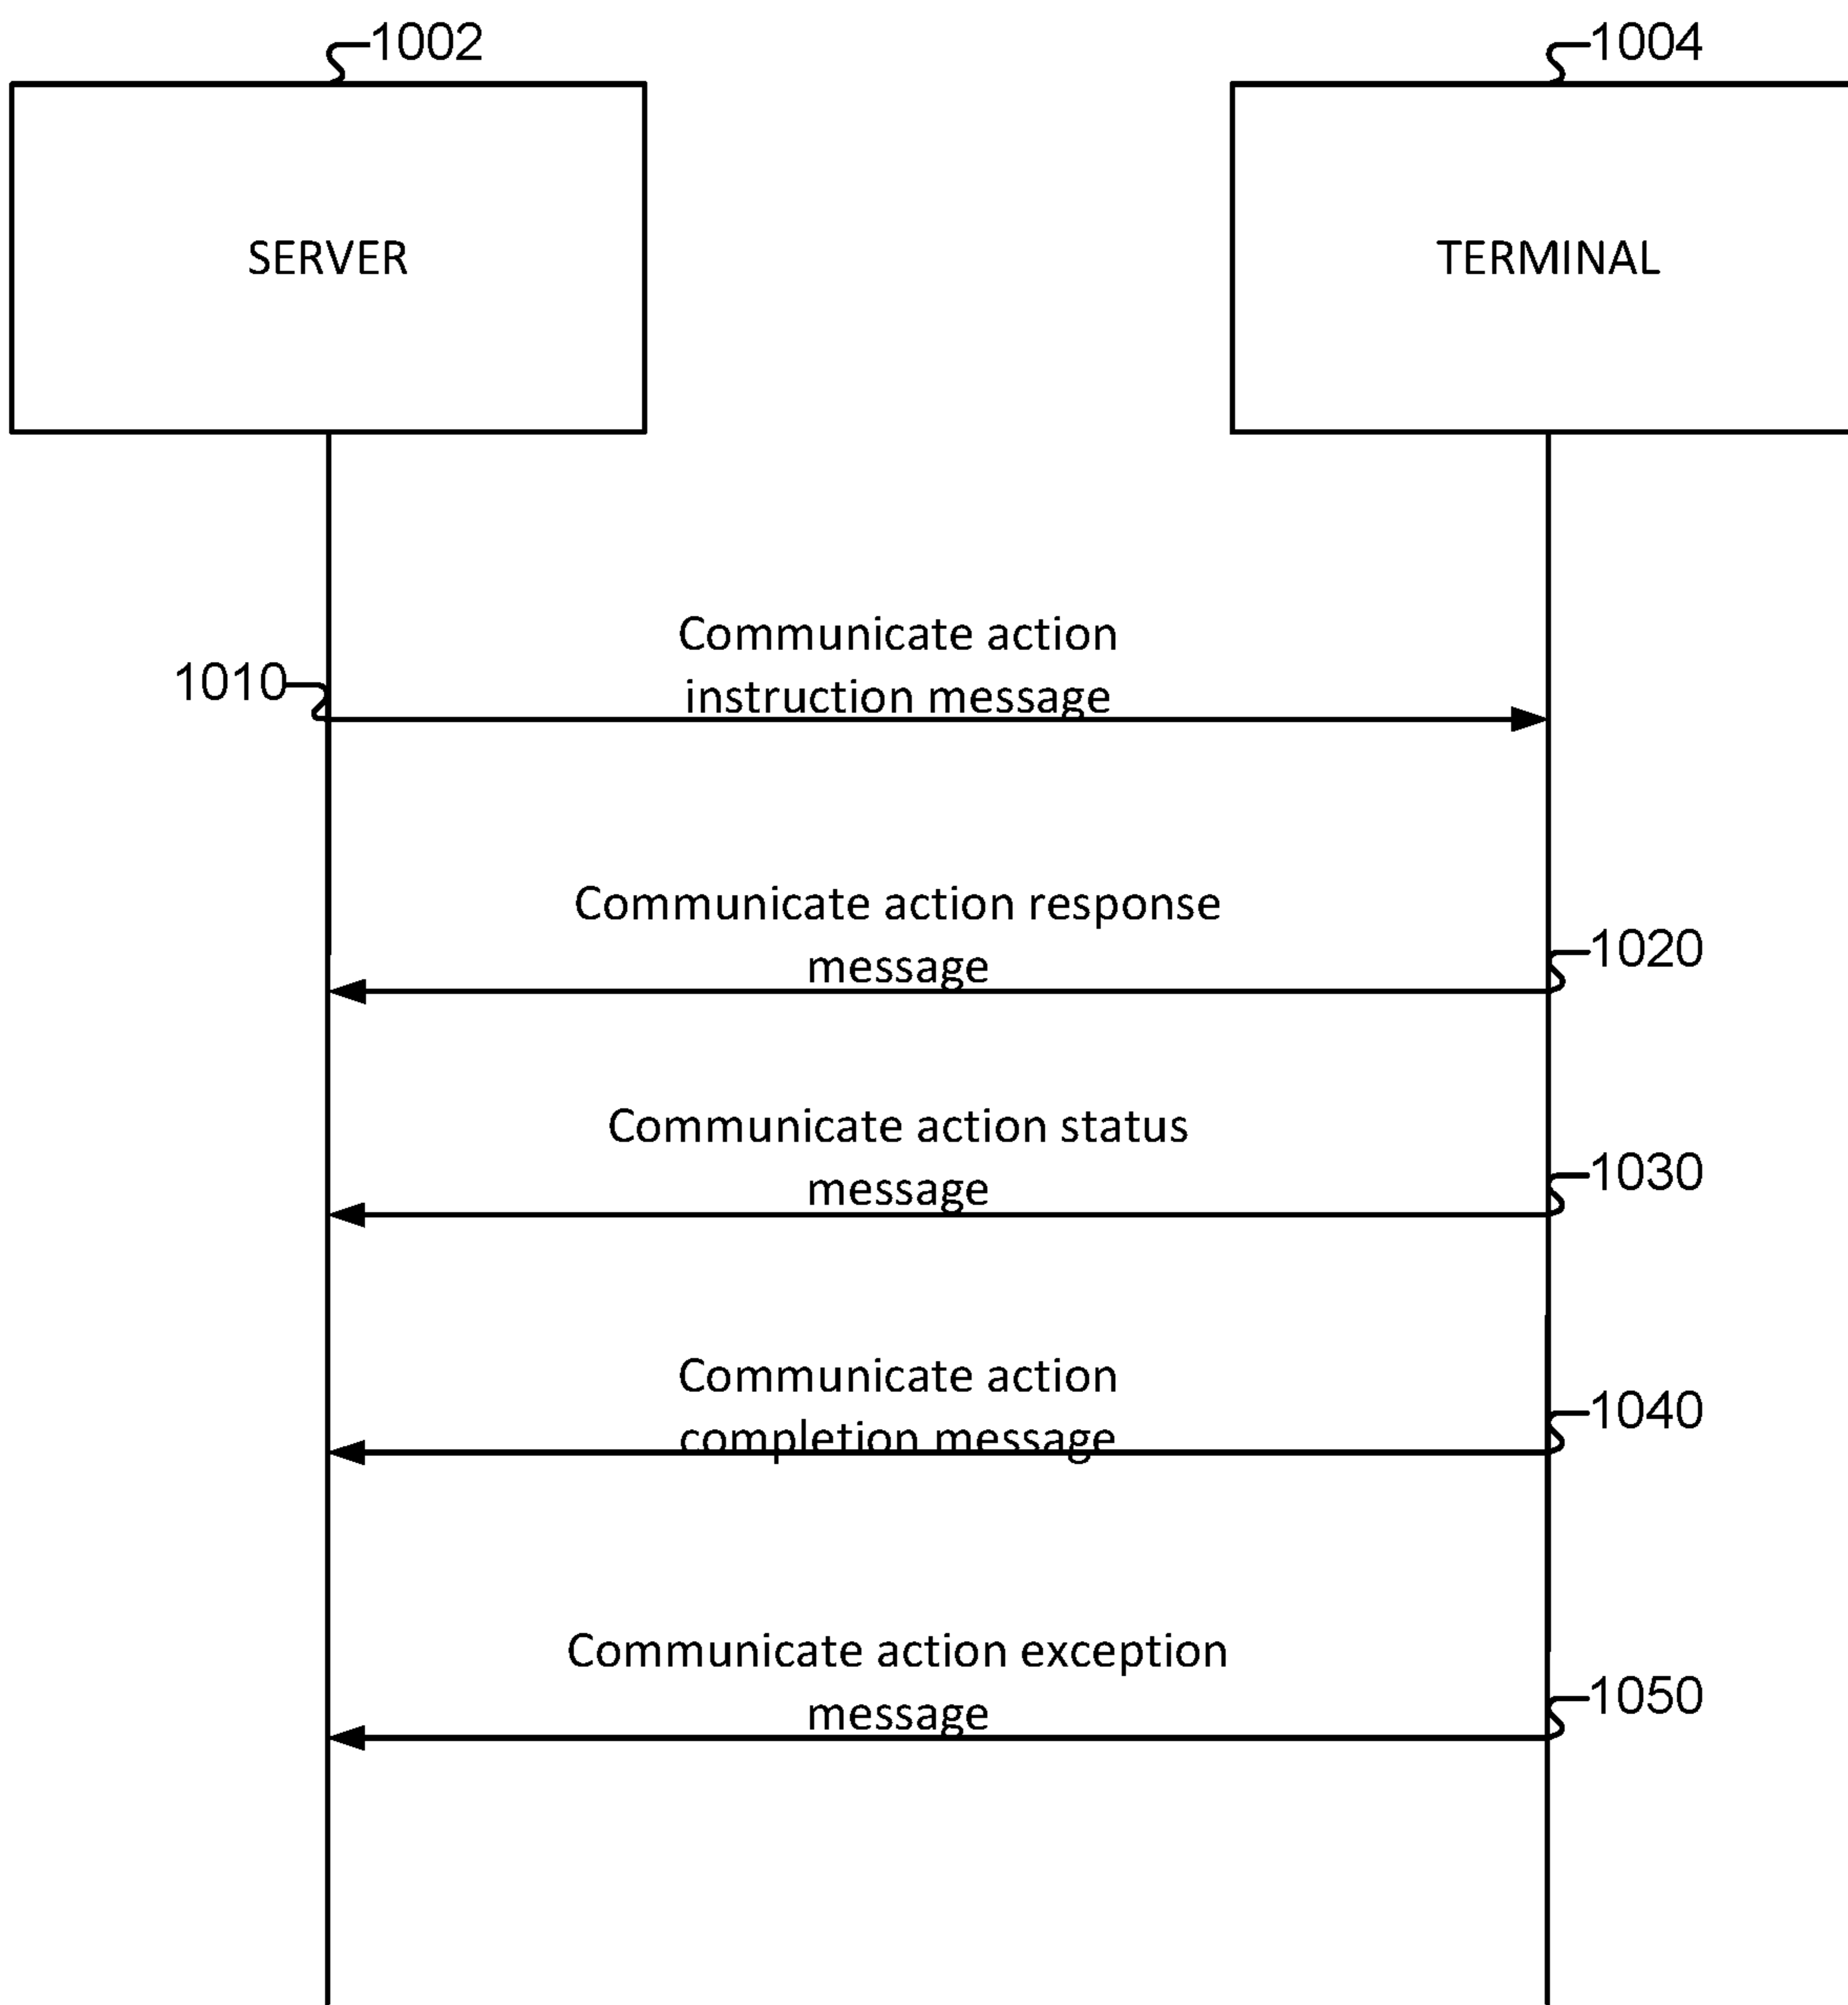 1002
1004
SERVER
TERMINAL
Communicate action
instruction message
1010
Communicate action response
message
1020
Communicate action status
message
1030
Communicate action
completion message
1040
Communicate action exception
message
1050